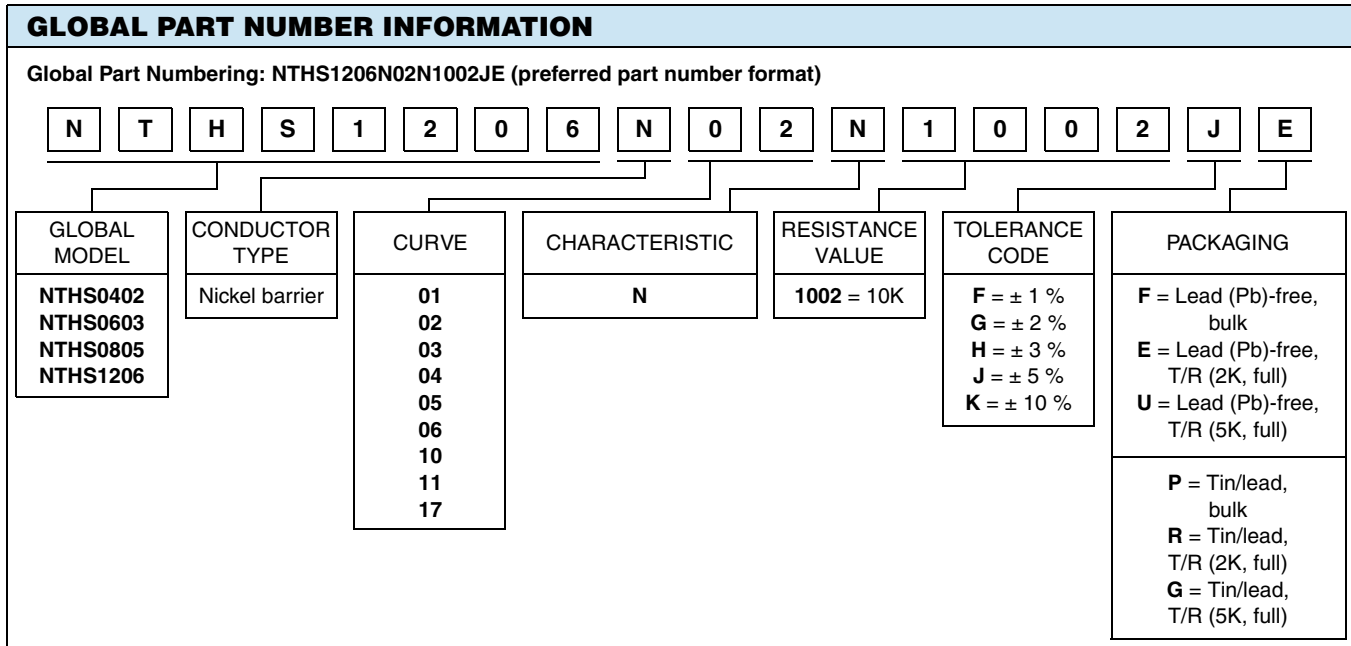 GLOBAL PART NUMBER INFORMATION
Global Part Numbering: NTHS1206N02N1002JE (preferred part number format)
N T H S 1 2 0 6 N 0 2 N 1 0 0 2 J E
GLOBAL
MODEL
NTHS0402
NTHS0603
NTHS0805
NTHS1206
CONDUCTOR
TYPE
Nickel barrier
CURVE
01
02
03
04
05
06
10
11
17
CHARACTERISTIC
N
RESISTANCE
VALUE
1002 = 10K
TOLERANCE
CODE
F = ± 1 %
G = ± 2 %
H = ± 3 %
J = ± 5 %
K = ± 10 %
PACKAGING
F = Lead (Pb)-free,
bulk
E = Lead (Pb)-free,
T/R (2K, full)
U = Lead (Pb)-free,
T/R (5K, full)
P = Tin/lead,
bulk
R = Tin/lead,
T/R (2K, full)
G = Tin/lead,
T/R (5K, full)